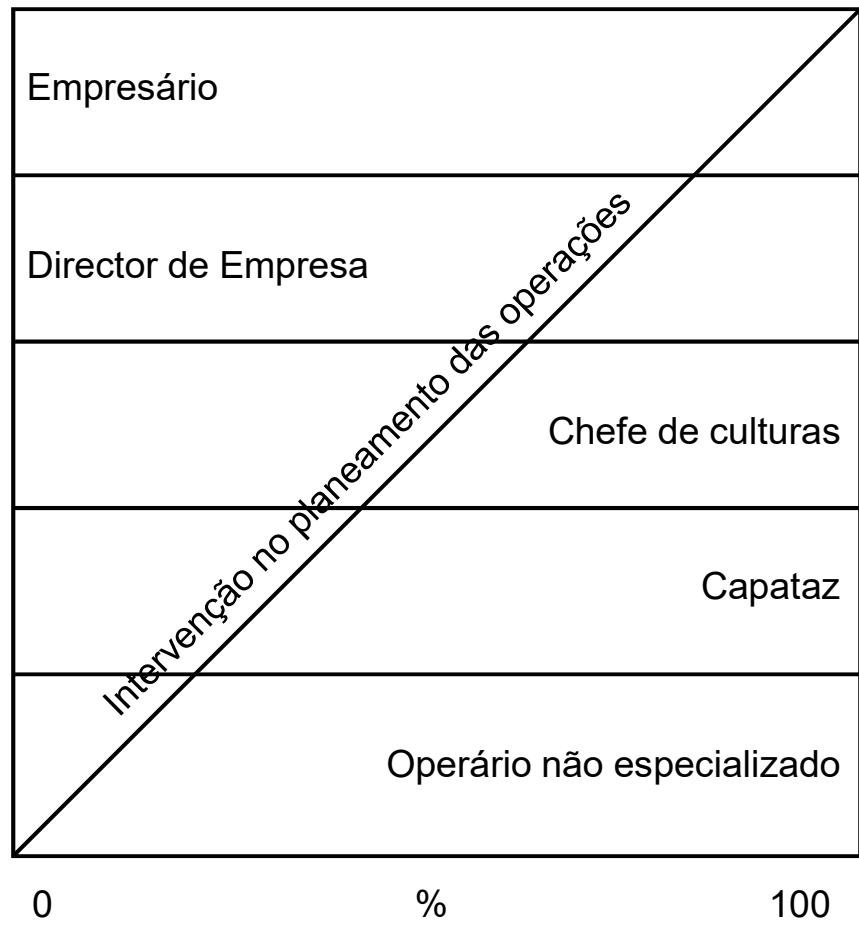 Empresário
Director de Empresa
Intervenção no planeamento das operações
Chefe de culturas
Capataz
Operário não especializado
0 % 100